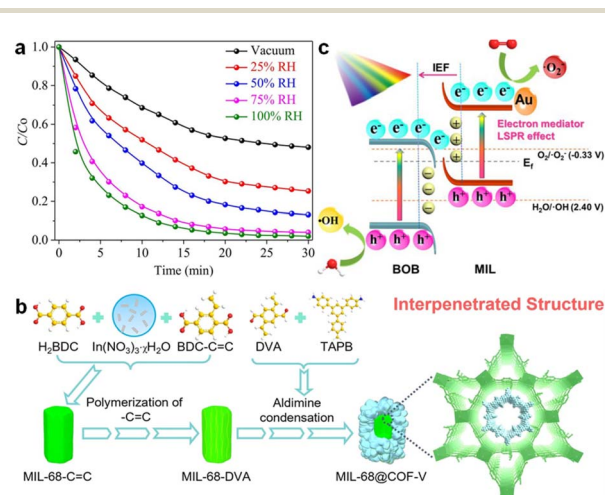 a
C/Co
1.0
0.8
0.6
0.4
0.2
0.0
0 5 10 15 20 25 30
Time (min)
Vacuum
25% RH
50% RH
75% RH
100% RH
c
IEF
·O₂⁻
e⁻ e⁻ e⁻
Au
e⁻ e⁻ e⁻ e⁻
Electron mediator
LSPR effect
O₂/·O₂⁻ (-0.33 V)
E_f
H₂O/·OH (2.40 V)
h⁺ h⁺ h⁺
·OH
h⁺ h⁺ h⁺
BOB MIL
b
H₂BDC + In(NO₃)₃·χH₂O + BDC-C=C
DVA + TAPB
Interpenetrated Structure
Polymerization of
-C=C
Aldimine
condensation
MIL-68-C=C
MIL-68-DVA
MIL-68@COF-V